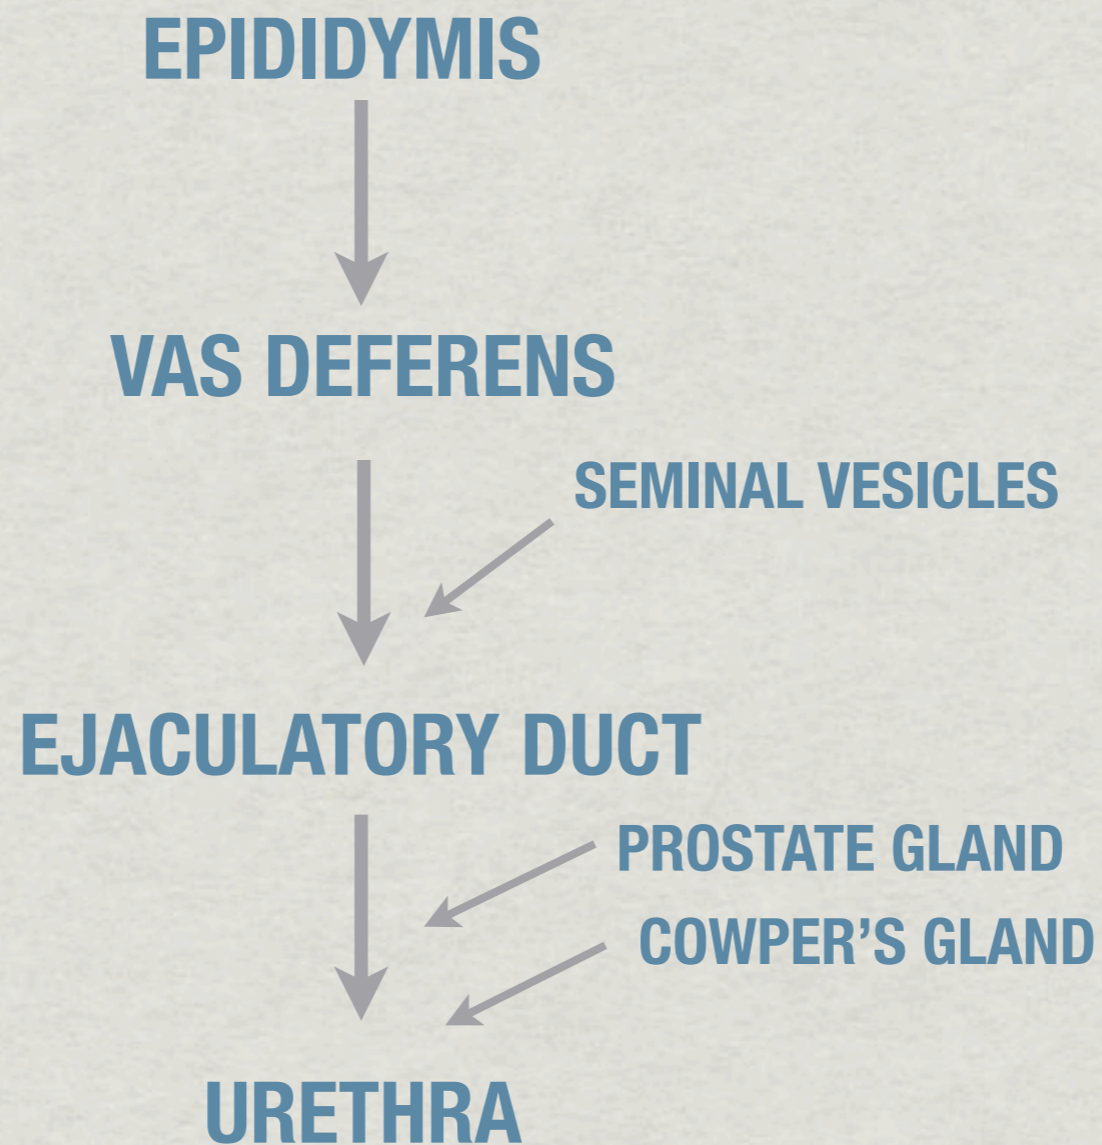 EPIDIDYMIS
VAS DEFERENS
SEMINAL VESICLES
EJACULATORY DUCT
PROSTATE GLAND
COWPER’S GLAND
URETHRA